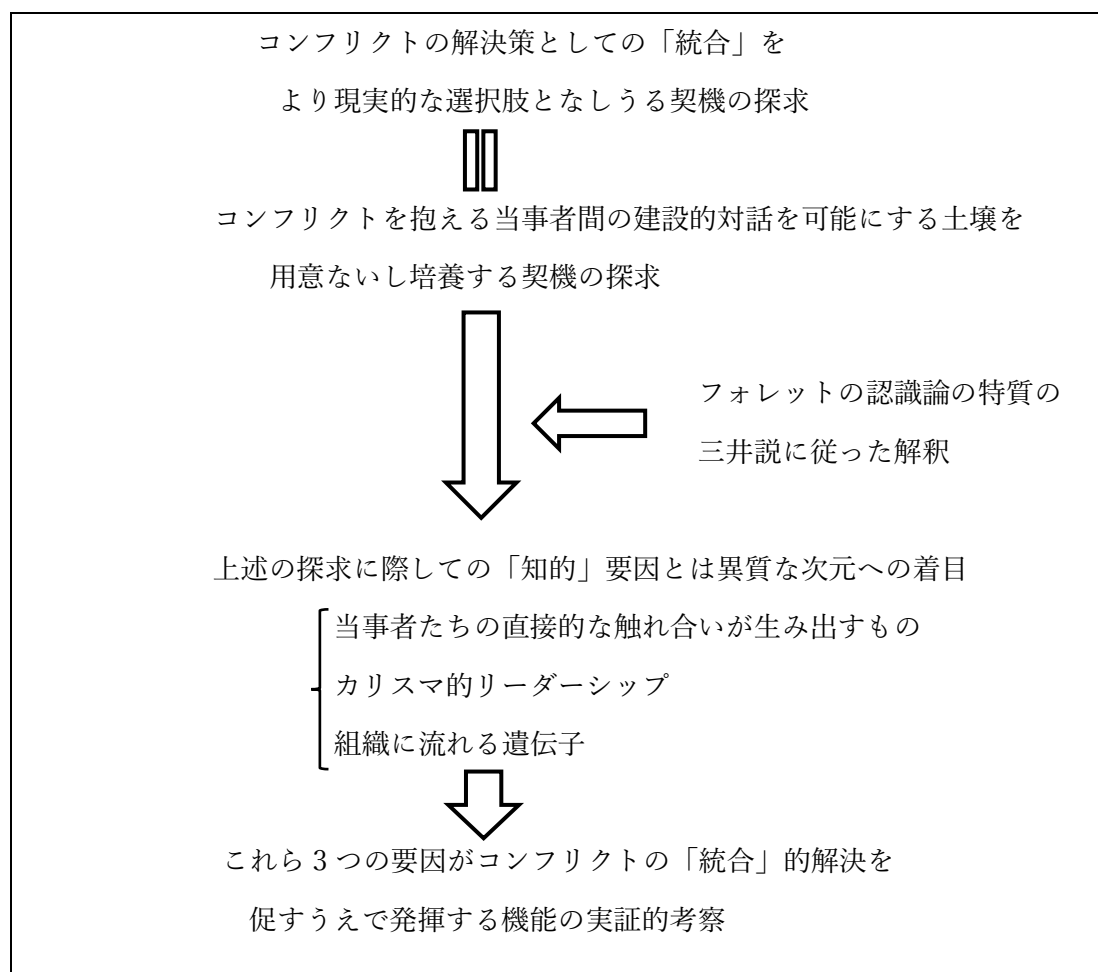 コンフリクトの解決策としての「統合」を
より現実的な選択肢となしうる契機の探求
コンフリクトを抱える当事者間の建設的対話を可能にする土壌を
用意ないし培養する契機の探求
フォレットの認識論の特質の
三井説に従った解釈
上述の探求に際しての「知的」要因とは異質な次元への着目
当事者たちの直接的な触れ合いが生み出すもの
カリスマ的リーダーシップ
組織に流れる遺伝子
これら 3 つの要因がコンフリクトの「統合」的解決を
促すうえで発揮する機能の実証的考察